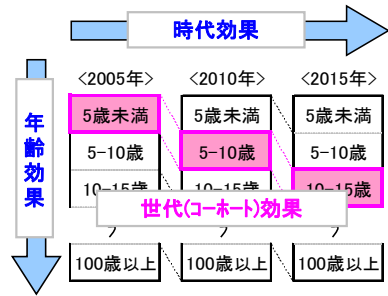 時代効果
年齢効果
<2005年> <2010年> <2015年>
5歳未満 5歳未満 5歳未満
5-10歳 5-10歳 5-10歳
10-15歳 10-15歳 10-15歳
世代(コーホート)効果
100歳以上 100歳以上 100歳以上